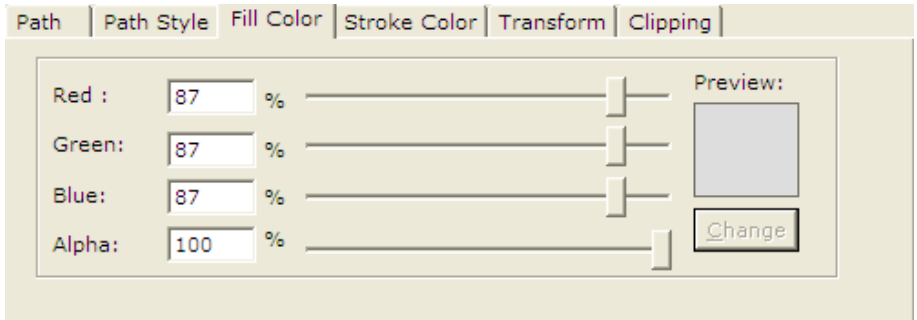 Path Path Style Fill Color Stroke Color Transform Clipping
Red : 87 %
Green: 87 %
Blue: 87 %
Alpha: 100 %
Preview:
Change